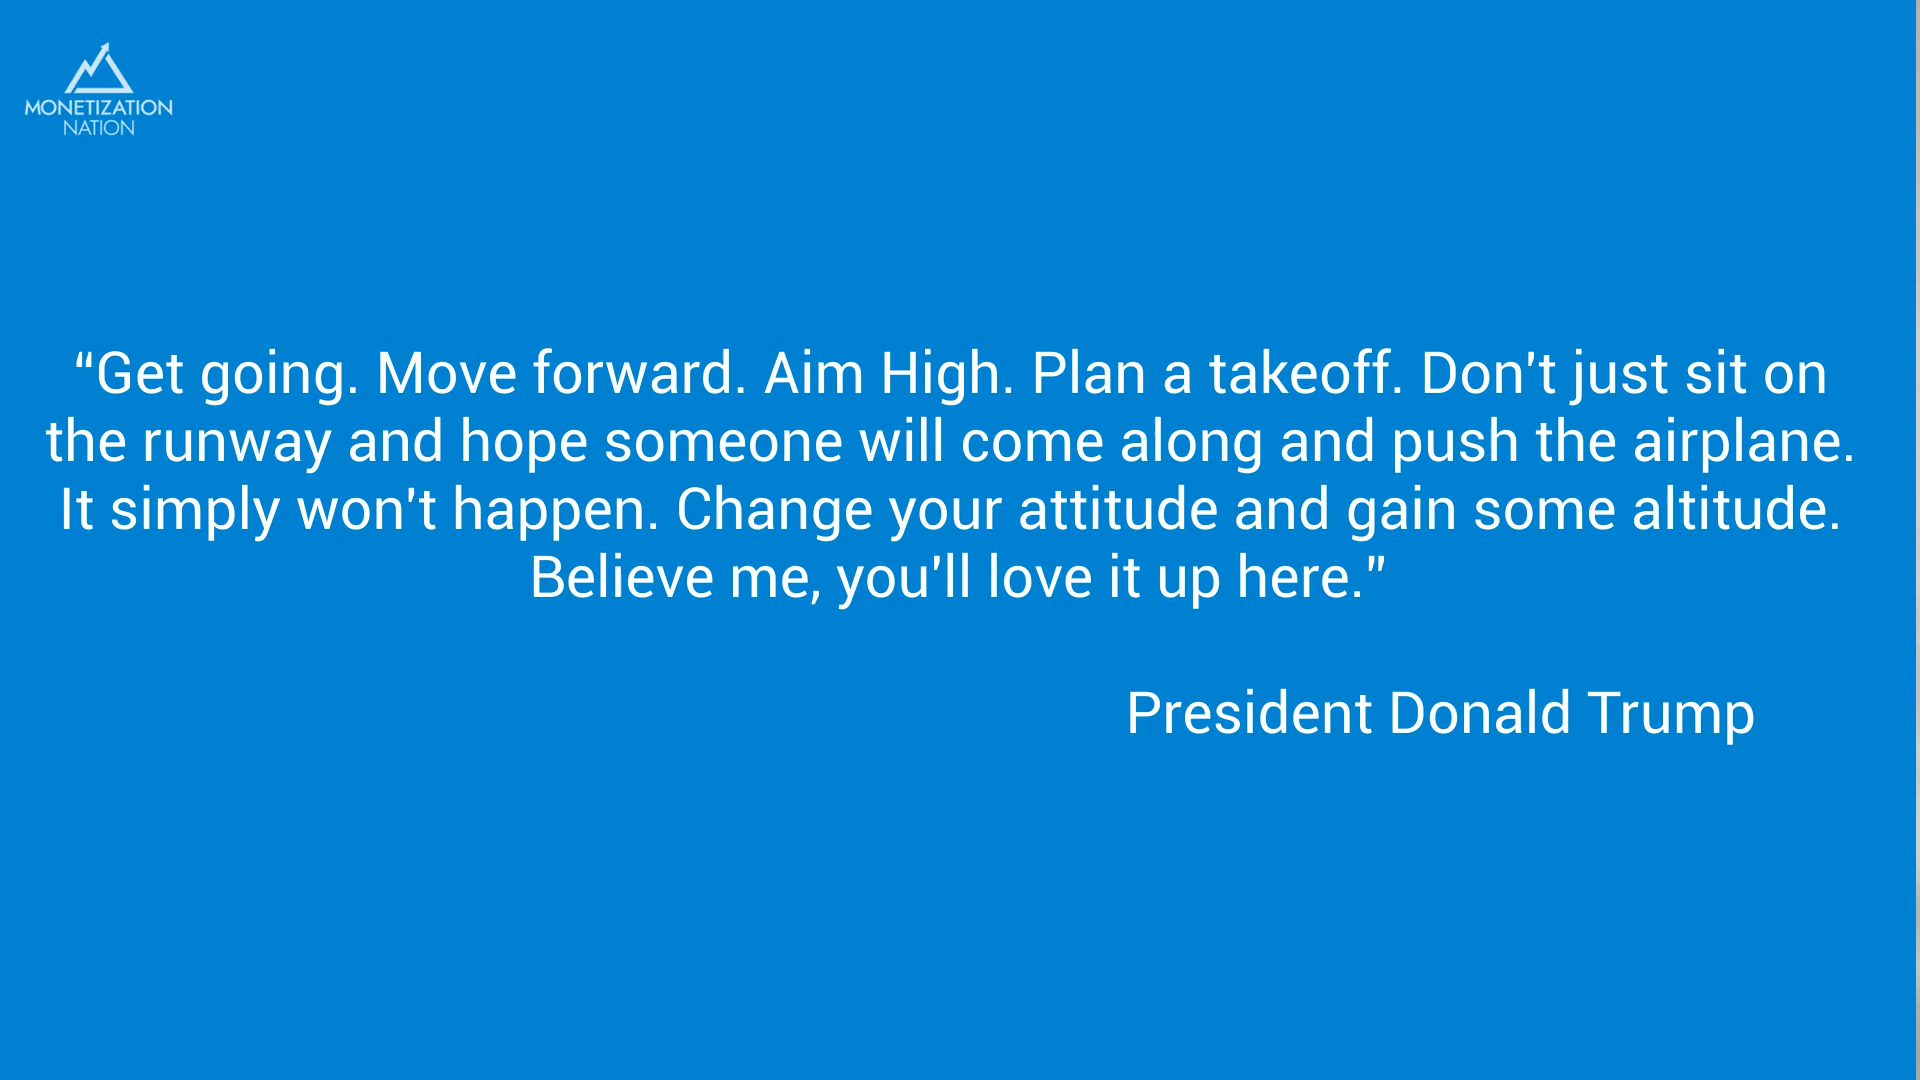 MONETIZATION
NATION
“Get going. Move forward. Aim High. Plan a takeoff. Don't just sit on
the runway and hope someone will come along and push the airplane.
It simply won't happen. Change your attitude and gain some altitude.
Believe me, you'll love it up here."
President Donald Trump